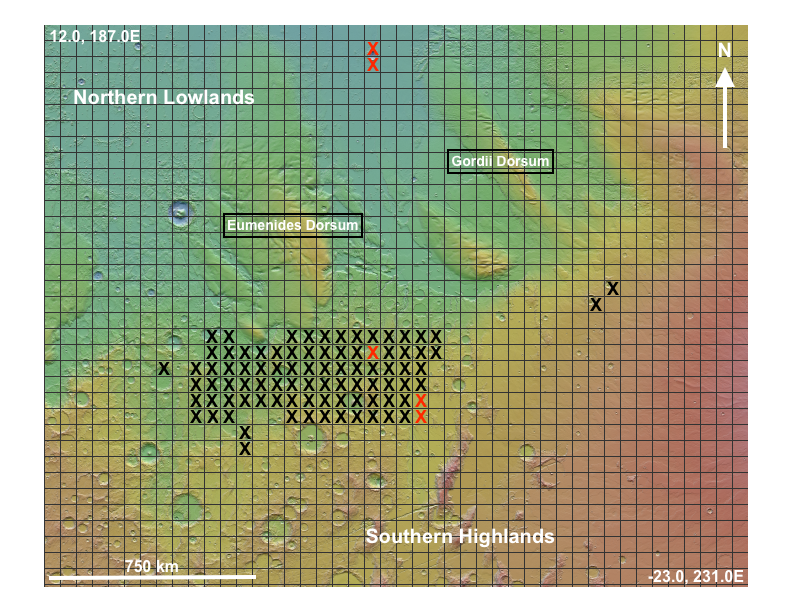 12.0, 187.0E
X
N
X
Northern Lowlands
Gordii Dorsum
Eumenides Dorsum
X
X
X X X X X X X X X X X X
X X X X X X X X X X X X X X X
X X X X X X X X X X X X X X X X
X X X X X X X X X X X X X X X
X X X X X X X X X X X X X X X
X X X X X X X X X X X X
X
X
Southern Highlands
750 km
-23.0, 231.0E